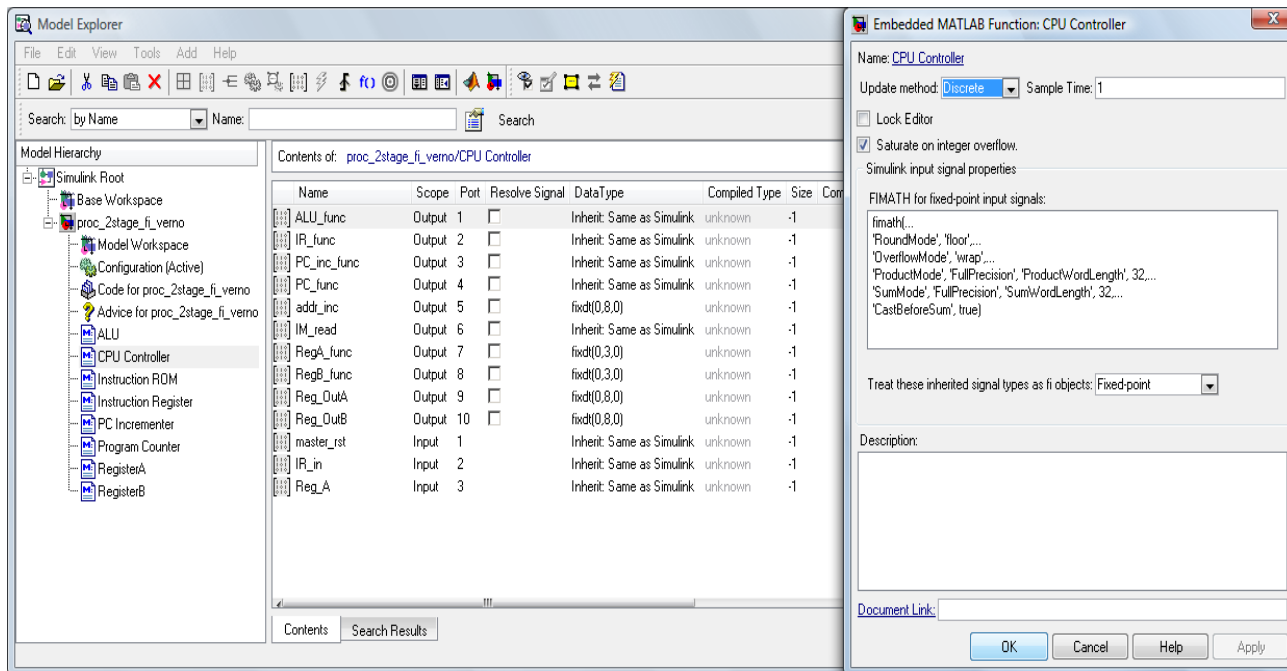 Model Explorer
File Edit View Tools Add Help
Search: by Name Name: Search
Model Hierarchy
Simulink Root
Base Workspace
proc_2stage_fi_verno
Model Workspace
Configuration (Active)
Code for proc_2stage_fi_verno
Advice for proc_2stage_fi_verno
ALU
CPU Controller
Instruction ROM
Instruction Register
PC Incrementer
Program Counter
RegisterA
RegisterB
Contents of: proc_2stage_fi_verno/CPU Controller
Name Scope Port Resolve Signal DataType Compiled Type Size Com
ALU_func Output 1 Inherit: Same as Simulink unknown -1
IR_func Output 2 Inherit: Same as Simulink unknown -1
PC_inc_func Output 3 Inherit: Same as Simulink unknown -1
PC_func Output 4 Inherit: Same as Simulink unknown -1
addr_inc Output 5 fixdt(0,8,0) unknown -1
IM_read Output 6 Inherit: Same as Simulink unknown -1
RegA_func Output 7 fixdt(0,3,0) unknown -1
RegB_func Output 8 fixdt(0,3,0) unknown -1
Reg_OutA Output 9 fixdt(0,8,0) unknown -1
Reg_OutB Output 10 fixdt(0,8,0) unknown -1
master_rst Input 1 Inherit: Same as Simulink unknown -1
IR_in Input 2 Inherit: Same as Simulink unknown -1
Reg_A Input 3 Inherit: Same as Simulink unknown -1
Contents Search Results
Embedded MATLAB Function: CPU Controller
Name: CPU Controller
Update method: Discrete Sample Time: 1
Lock Editor
Saturate on integer overflow.
Simulink input signal properties
FIMATH for fixed-point input signals:
fimath(...
'RoundMode', 'floor',...
'OverflowMode', 'wrap',...
'ProductMode', 'FullPrecision', 'ProductWordLength', 32,...
'SumMode', 'FullPrecision', 'SumWordLength', 32,...
'CastBeforeSum', true)
Treat these inherited signal types as fi objects: Fixed-point
Description:
Document Link:
OK Cancel Help Apply